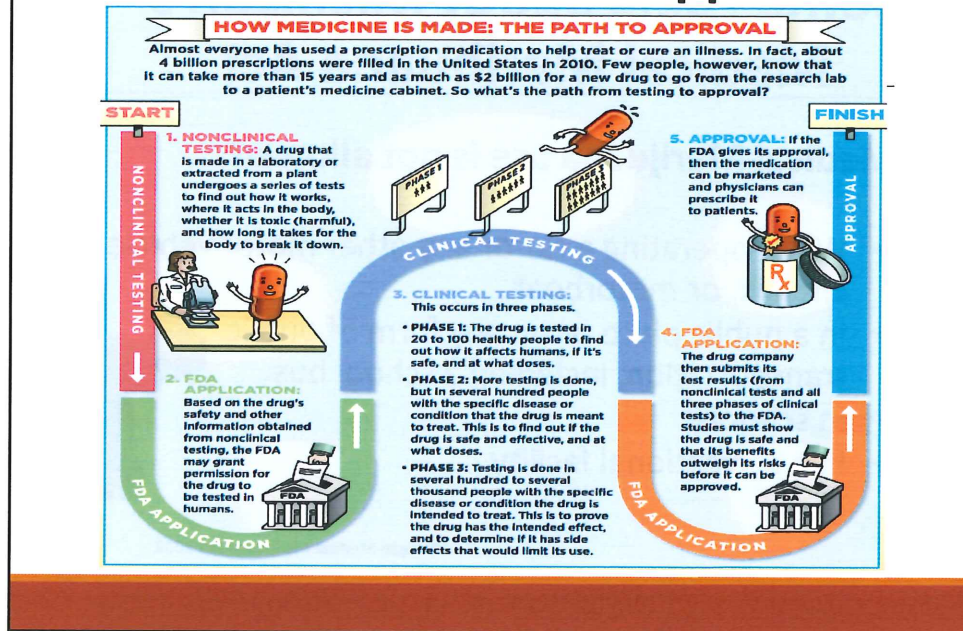 HOW MEDICINE IS MADE: THE PATH TO APPROVAL
Almost everyone has used a prescription medication to help treat or cure an illness. In fact, about
4 billion prescriptions were filled in the United States in 2010. Few people, however, know that
it can take more than 15 years and as much as $2 billion for a new drug to go from the research lab
to a patient's medicine cabinet. So what's the path from testing to approval?
START
NONCLINICAL TESTING
1. NONCLINICAL
TESTING: A drug that
is made in a laboratory or
extracted from a plant
undergoes a series of tests
to find out how it works,
where it acts in the body,
whether it is toxic (harmful),
and how long it takes for the
body to break it down.
2. FDA
APPLICATION:
Based on the drug's
safety and other
information obtained
from nonclinical
testing, the FDA
may grant
permission for
the drug to
be tested in
humans.
FDA
FDA APPLICATION
PHASE 1
PHASE 2
PHASE 3
CLINICAL TESTING
3. CLINICAL TESTING:
This occurs in three phases.
• PHASE 1: The drug is tested in
20 to 100 healthy people to find
out how it affects humans, if it's
safe, and at what doses.
• PHASE 2: More testing is done,
but in several hundred people
with the specific disease or
condition that the drug is meant
to treat. This is to find out if the
drug is safe and effective, and at
what doses.
• PHASE 3: Testing is done in
several hundred to several
thousand people with the specific
disease or condition the drug is
intended to treat. This is to prove
the drug has the intended effect,
and to determine if it has side
effects that would limit its use.
4. FDA
APPLICATION:
The drug company
then submits its
test results (from
nonclinical tests and all
three phases of clinical
tests) to the FDA.
Studies must show
the drug is safe and
that its benefits
outweigh its risks
before it can be
approved.
FDA
FDA APPLICATION
FINISH
APPROVAL
5. APPROVAL: If the
FDA gives its approval,
then the medication
can be marketed
and physicians can
prescribe it
to patients.
Rx